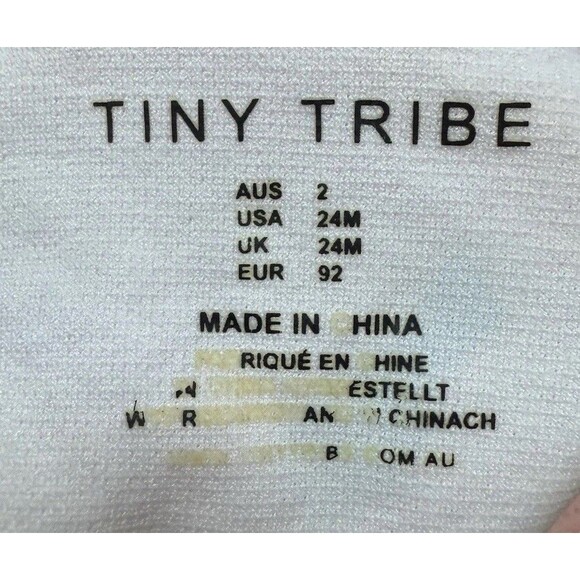 TINY TRIBE
AUS 2
USA 24M
UK 24M
EUR 92
MADE IN HINA
RIQUÉ EN HINE
ESTELLT
W R AN CHINACH
B OM AU